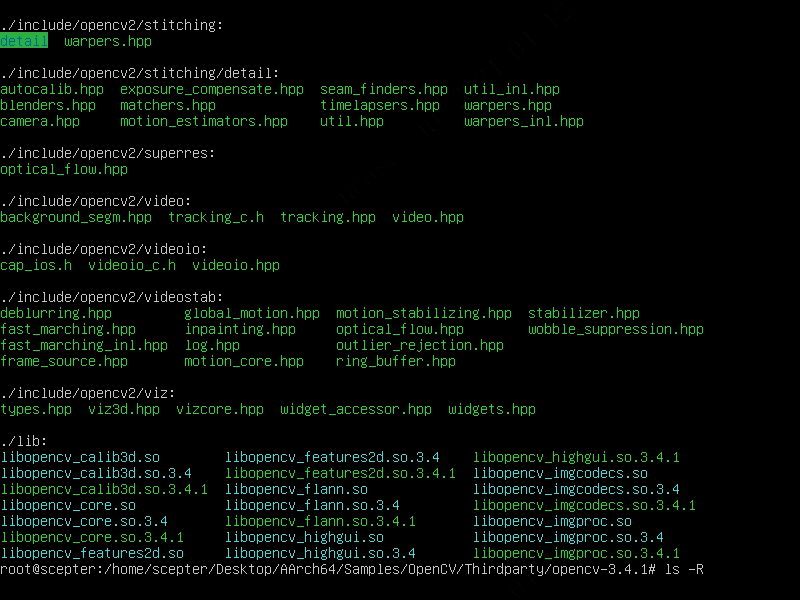 ./include/opencv2/stitching:
detail  warpers.hpp
./include/opencv2/stitching/detail:
autocalib.hpp  exposure_compensate.hpp  seam_finders.hpp  util_inl.hpp
blenders.hpp   matchers.hpp             timelapsers.hpp   warpers.hpp
camera.hpp     motion_estimators.hpp    util.hpp          warpers_inl.hpp
./include/opencv2/superres:
optical_flow.hpp
./include/opencv2/video:
background_segm.hpp  tracking_c.h  tracking.hpp  video.hpp
./include/opencv2/videoio:
cap_ios.h  videoio_c.h  videoio.hpp
./include/opencv2/videostab:
deblurring.hpp         global_motion.hpp  motion_stabilizing.hpp  stabilizer.hpp
fast_marching.hpp      inpainting.hpp     optical_flow.hpp        wobble_suppression.hpp
fast_marching_inl.hpp  log.hpp            outlier_rejection.hpp
frame_source.hpp       motion_core.hpp    ring_buffer.hpp
./include/opencv2/viz:
types.hpp  viz3d.hpp  vizcore.hpp  widget_accessor.hpp  widgets.hpp
./lib:
libopencv_calib3d.so        libopencv_features2d.so.3.4    libopencv_highgui.so.3.4.1
libopencv_calib3d.so.3.4    libopencv_features2d.so.3.4.1  libopencv_imgcodecs.so
libopencv_calib3d.so.3.4.1  libopencv_flann.so             libopencv_imgcodecs.so.3.4
libopencv_core.so           libopencv_flann.so.3.4         libopencv_imgcodecs.so.3.4.1
libopencv_core.so.3.4       libopencv_flann.so.3.4.1       libopencv_imgproc.so
libopencv_core.so.3.4.1     libopencv_highgui.so           libopencv_imgproc.so.3.4
libopencv_features2d.so     libopencv_highgui.so.3.4       libopencv_imgproc.so.3.4.1
root@scepter:/home/scepter/Desktop/AArch64/Samples/OpenCV/Thirdparty/opencv-3.4.1# ls -R